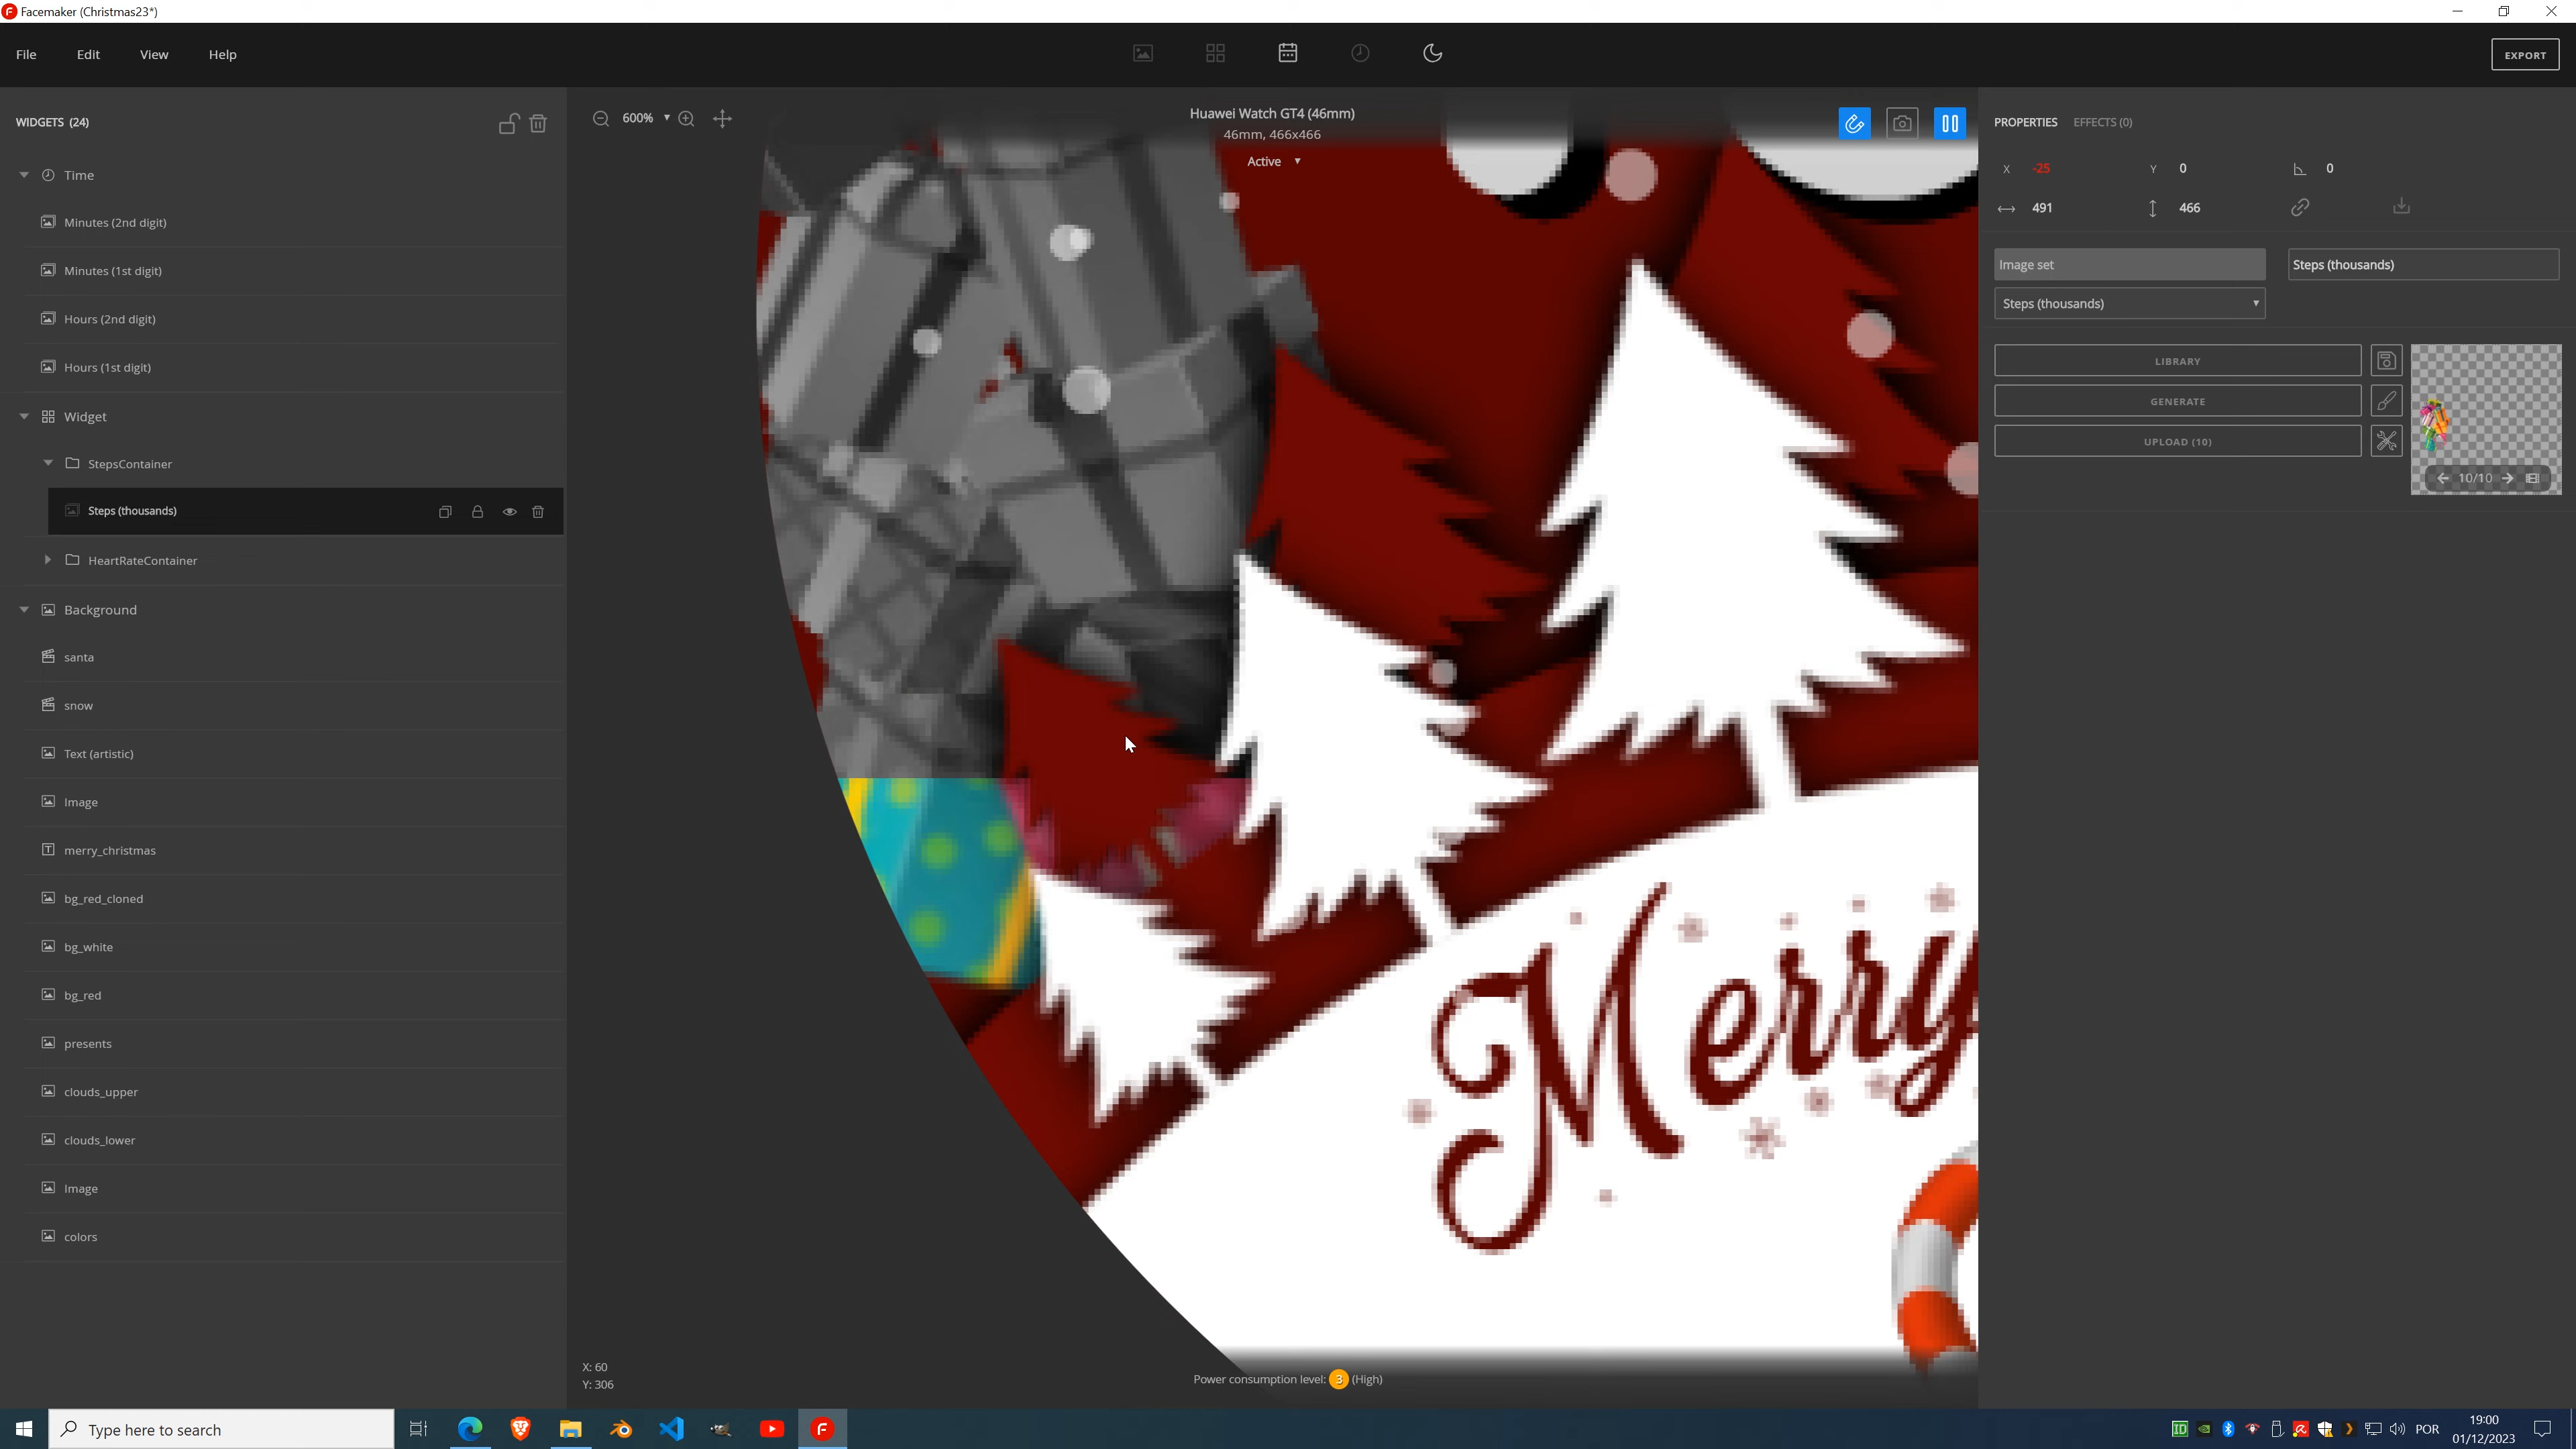 Facemaker (Christmas23*)
File Edit View Help
EXPORT
WIDGETS (24)
Time
Minutes (2nd digit)
Minutes (1st digit)
Hours (2nd digit)
Hours (1st digit)
Widget
StepsContainer
Steps (thousands)
HeartRateContainer
Background
santa
snow
Text (artistic)
Image
merry_christmas
bg_red_cloned
bg_white
bg_red
presents
clouds_upper
clouds_lower
Image
colors
600%
Huawei Watch GT4 (46mm)
46mm, 466x466
Active
Merry
X: 60
Y: 306
Power consumption level: 3 (High)
PROPERTIES EFFECTS (0)
X -25 Y 0 0
491 466
Image set Steps (thousands)
Steps (thousands)
LIBRARY
GENERATE
UPLOAD (10)
10/10
Type here to search
POR
19:00
01/12/2023